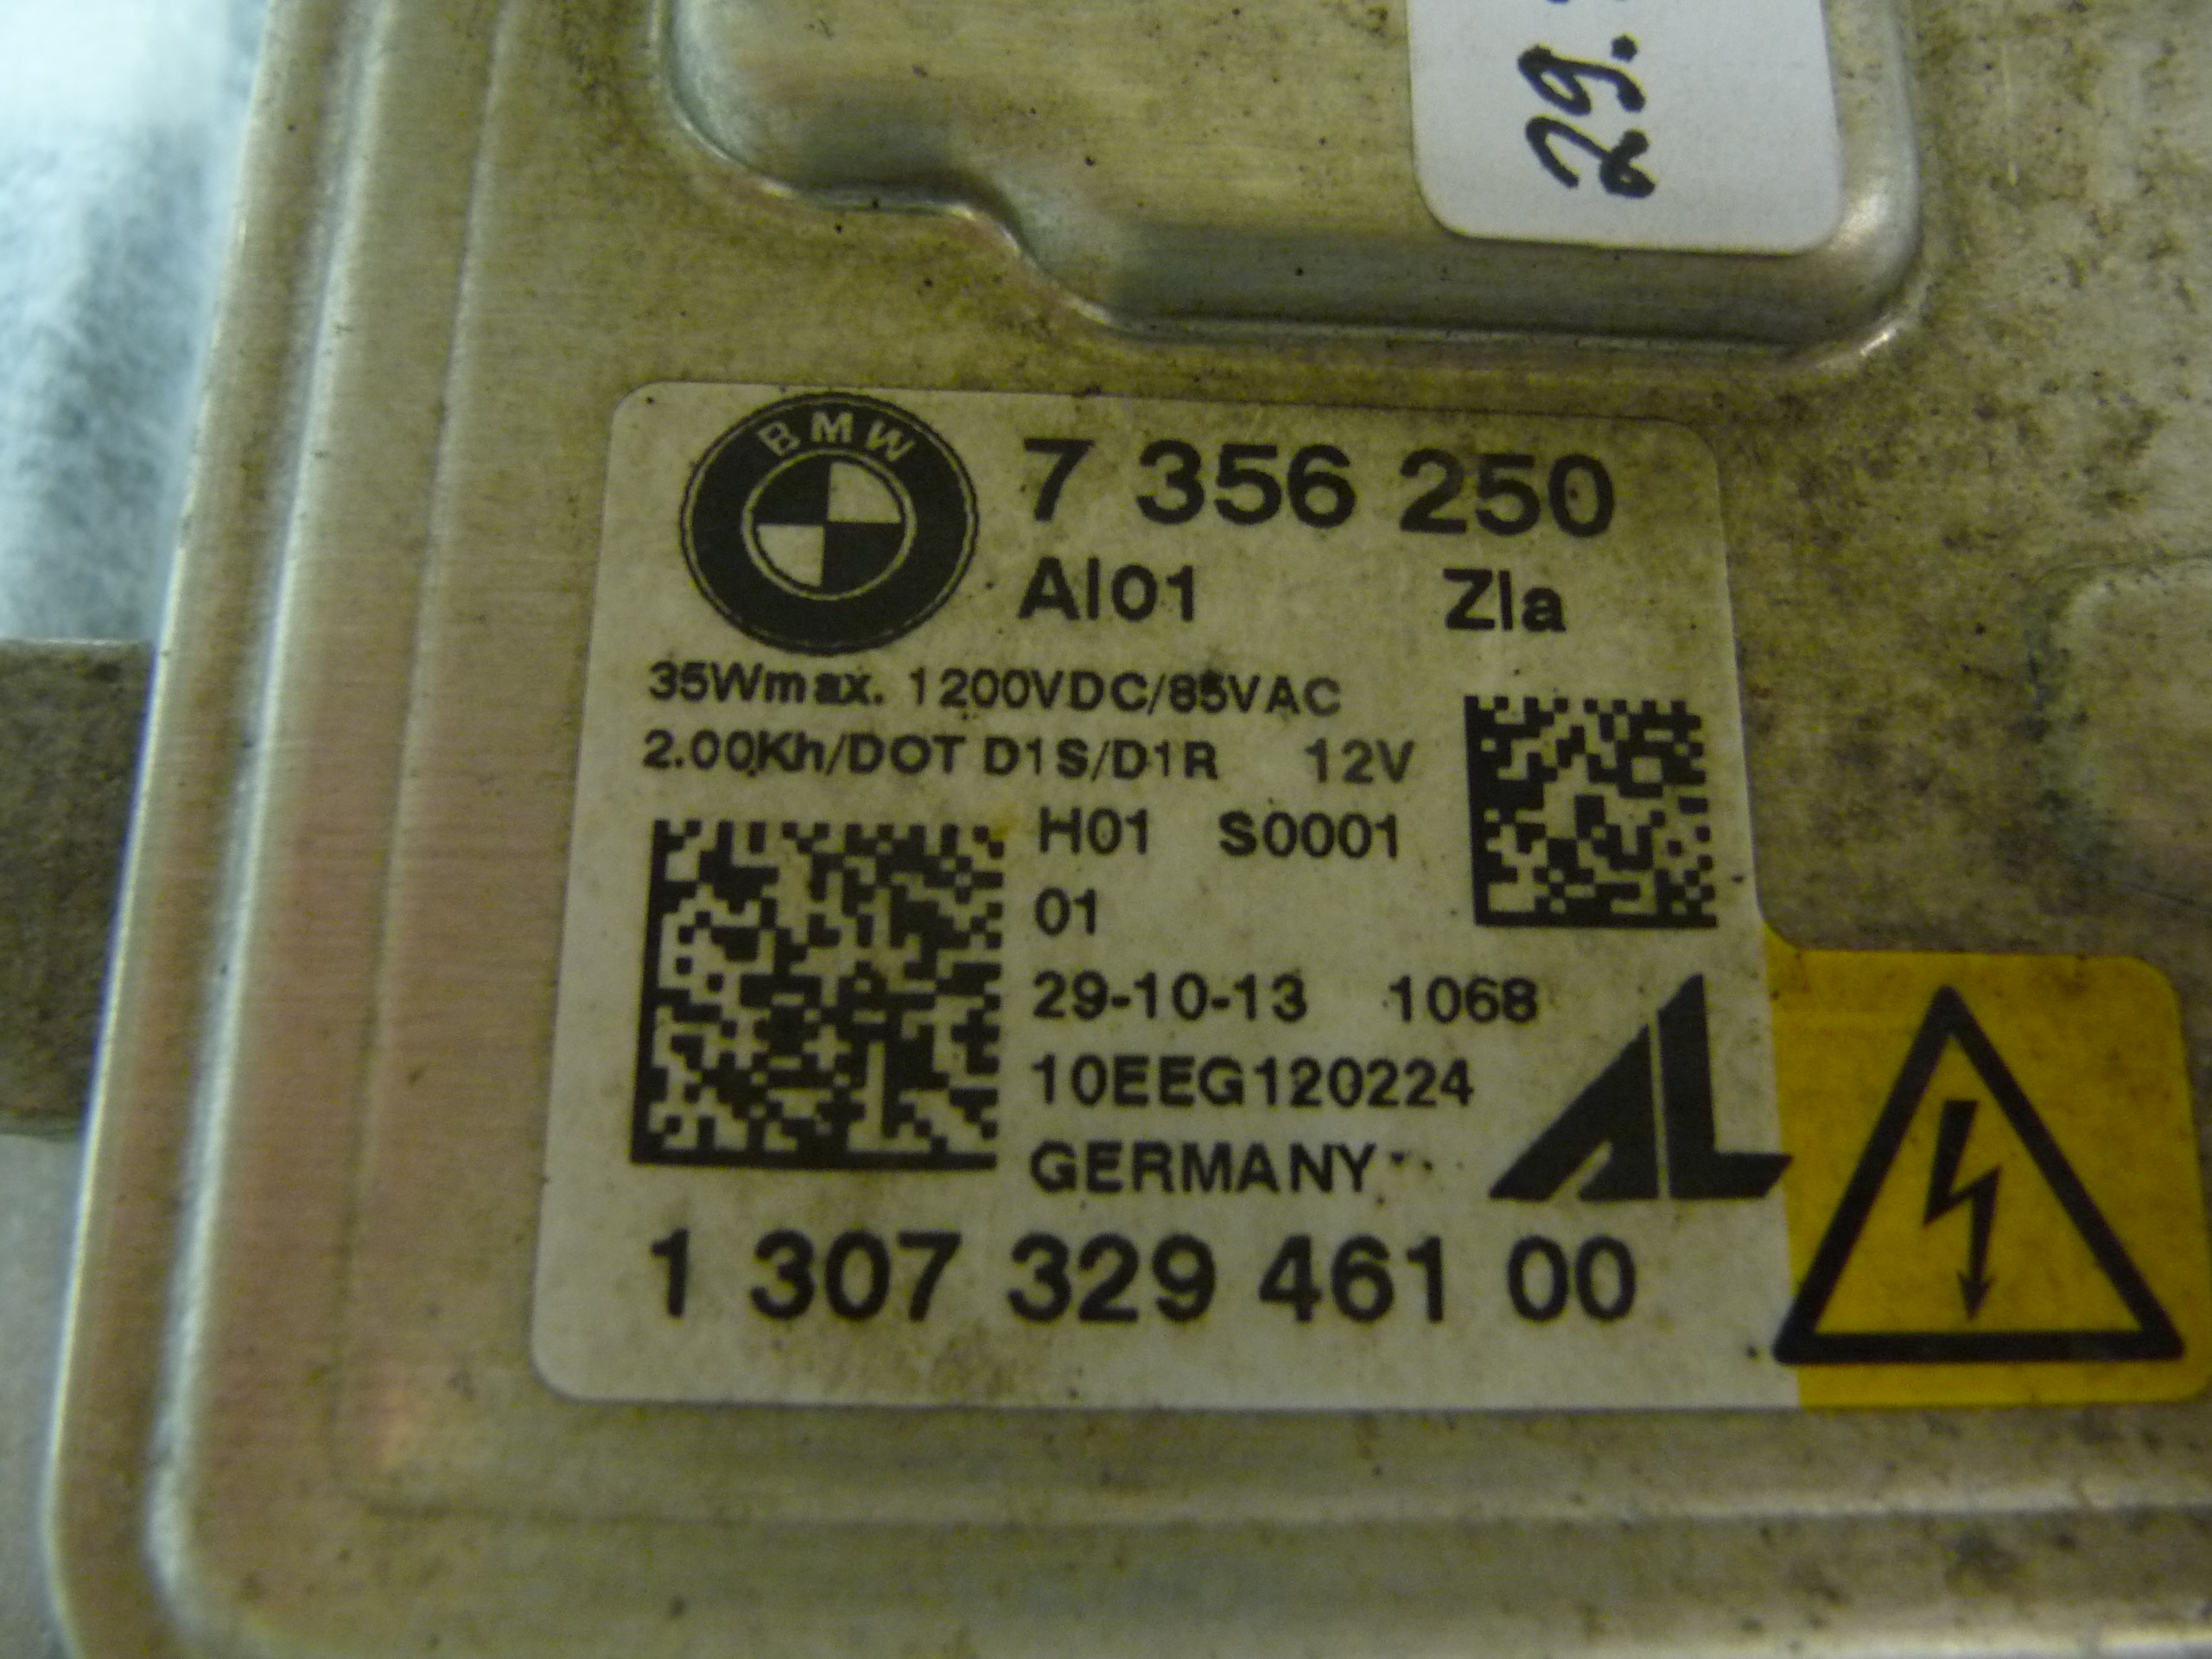 29.
BMW
7 356 250
AI01 ZIa
35Wmax. 1200VDC/85VAC
2.00Kh/DOT D1S/D1R 12V
H01 S0001
01
29-10-13 1068
10EEG120224
GERMANY
AL
1 307 329 461 00